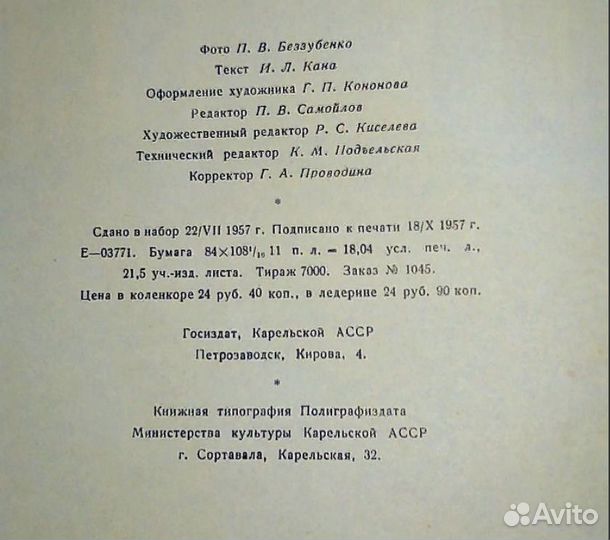 Фото П. В. Беззубенко
Текст И. Л. Кана
Оформление художника Г. П. Кононова
Редактор П. В. Самойлов
Художественный редактор Р. С. Киселева
Технический редактор К. М. Подъельская
Корректор Г. А. Проводина
*
Сдано в набор 22/VII 1957 г. Подписано к печати 18/X 1957 г.
Е—03771. Бумага 84×108¹/₁₆ 11 п. л.—18,04 усл. печ. л.,
21,5 уч.-изд. листа. Тираж 7000. Заказ № 1045.
Цена в коленкоре 24 руб. 40 коп., в ледерине 24 руб. 90 коп.
Госиздат, Карельской АССР
Петрозаводск, Кирова, 4.
*
Книжная типография Полиграфиздата
Министерства культуры Карельской АССР
г. Сортавала, Карельская, 32.
Avito